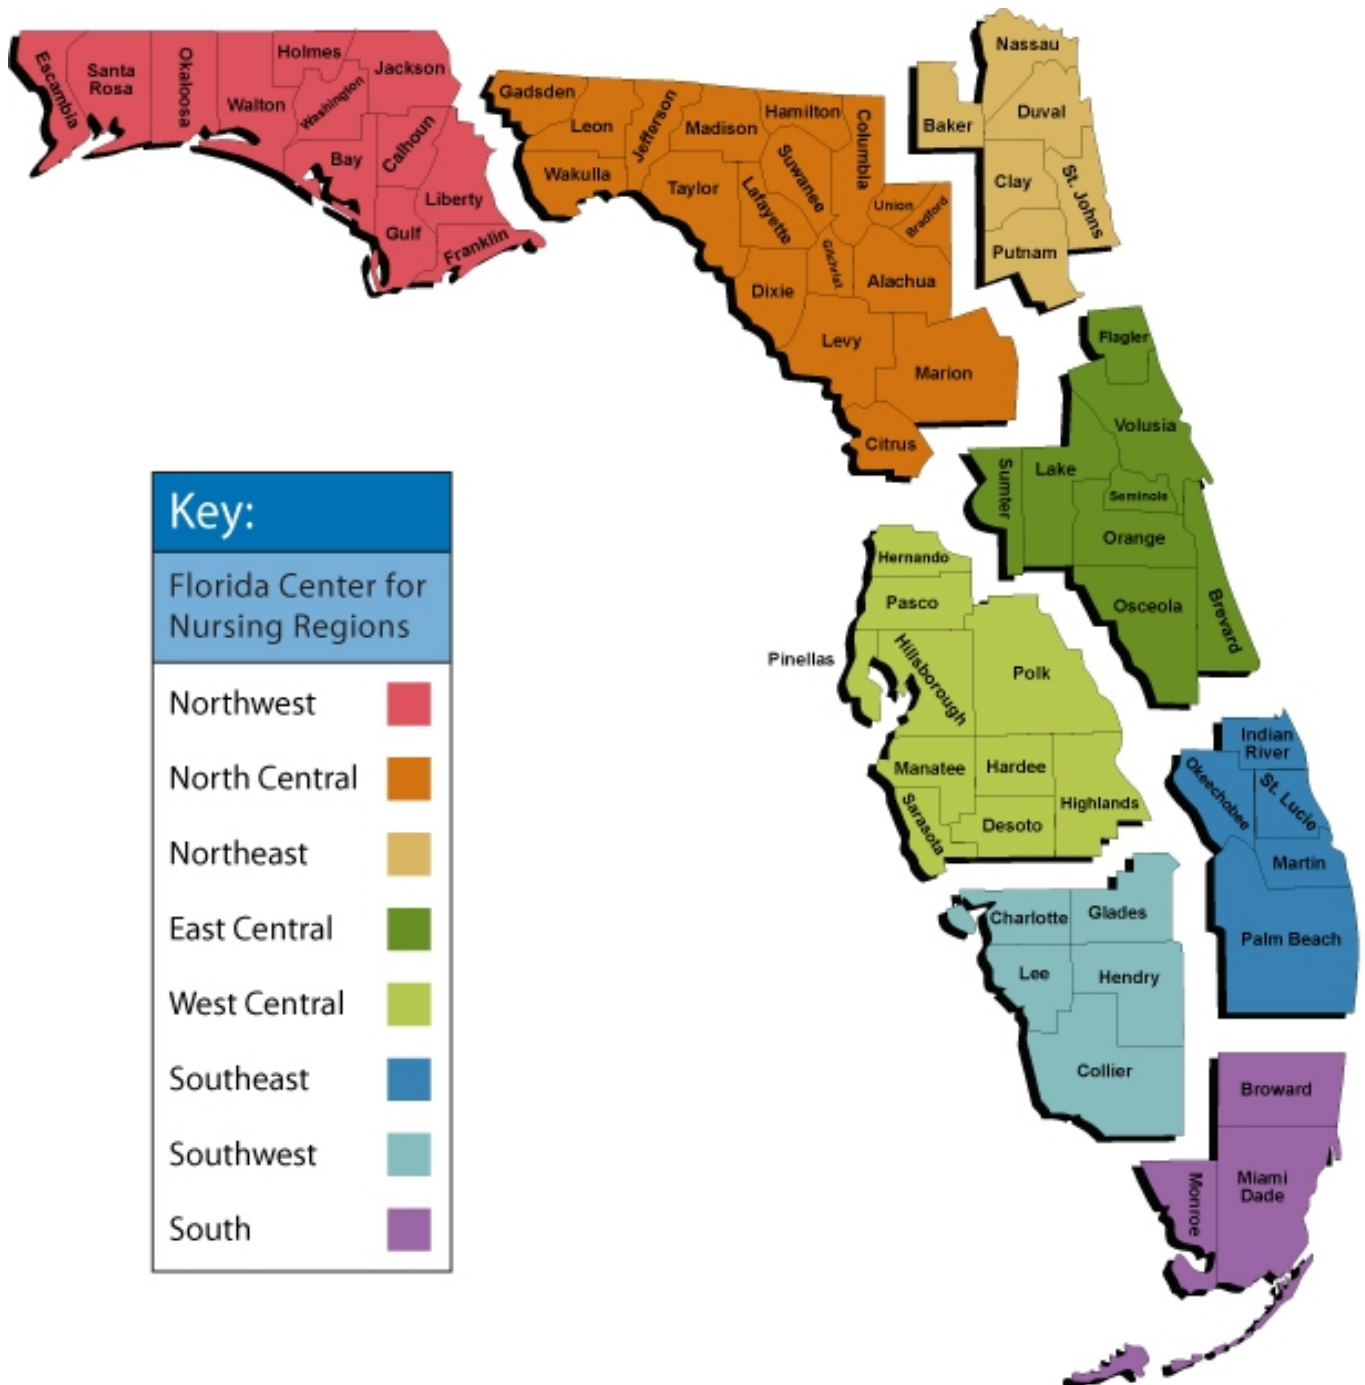 Escambia
Santa
Rosa
Okaloosa
Walton
Holmes
Washington
Jackson
Bay
Calhoun
Liberty
Gulf
Franklin
Gadsden
Leon
Jefferson
Madison
Hamilton
Columbia
Wakulla
Taylor
Lafayette
Suwanee
Union
Bradford
Gilchrist
Alachua
Dixie
Levy
Marion
Citrus
Nassau
Duval
Baker
Clay
St. Johns
Putnam
Flagler
Volusia
Lake
Sumter
Seminole
Orange
Osceola
Brevard
Hernando
Pasco
Pinellas
Hillsborough
Polk
Manatee
Hardee
Highlands
Sarasota
Desoto
Indian
River
Okeechobee
St. Lucie
Martin
Palm Beach
Charlotte
Glades
Lee
Hendry
Collier
Broward
Miami
Dade
Monroe
Key:
Florida Center for
Nursing Regions
Northwest
North Central
Northeast
East Central
West Central
Southeast
Southwest
South